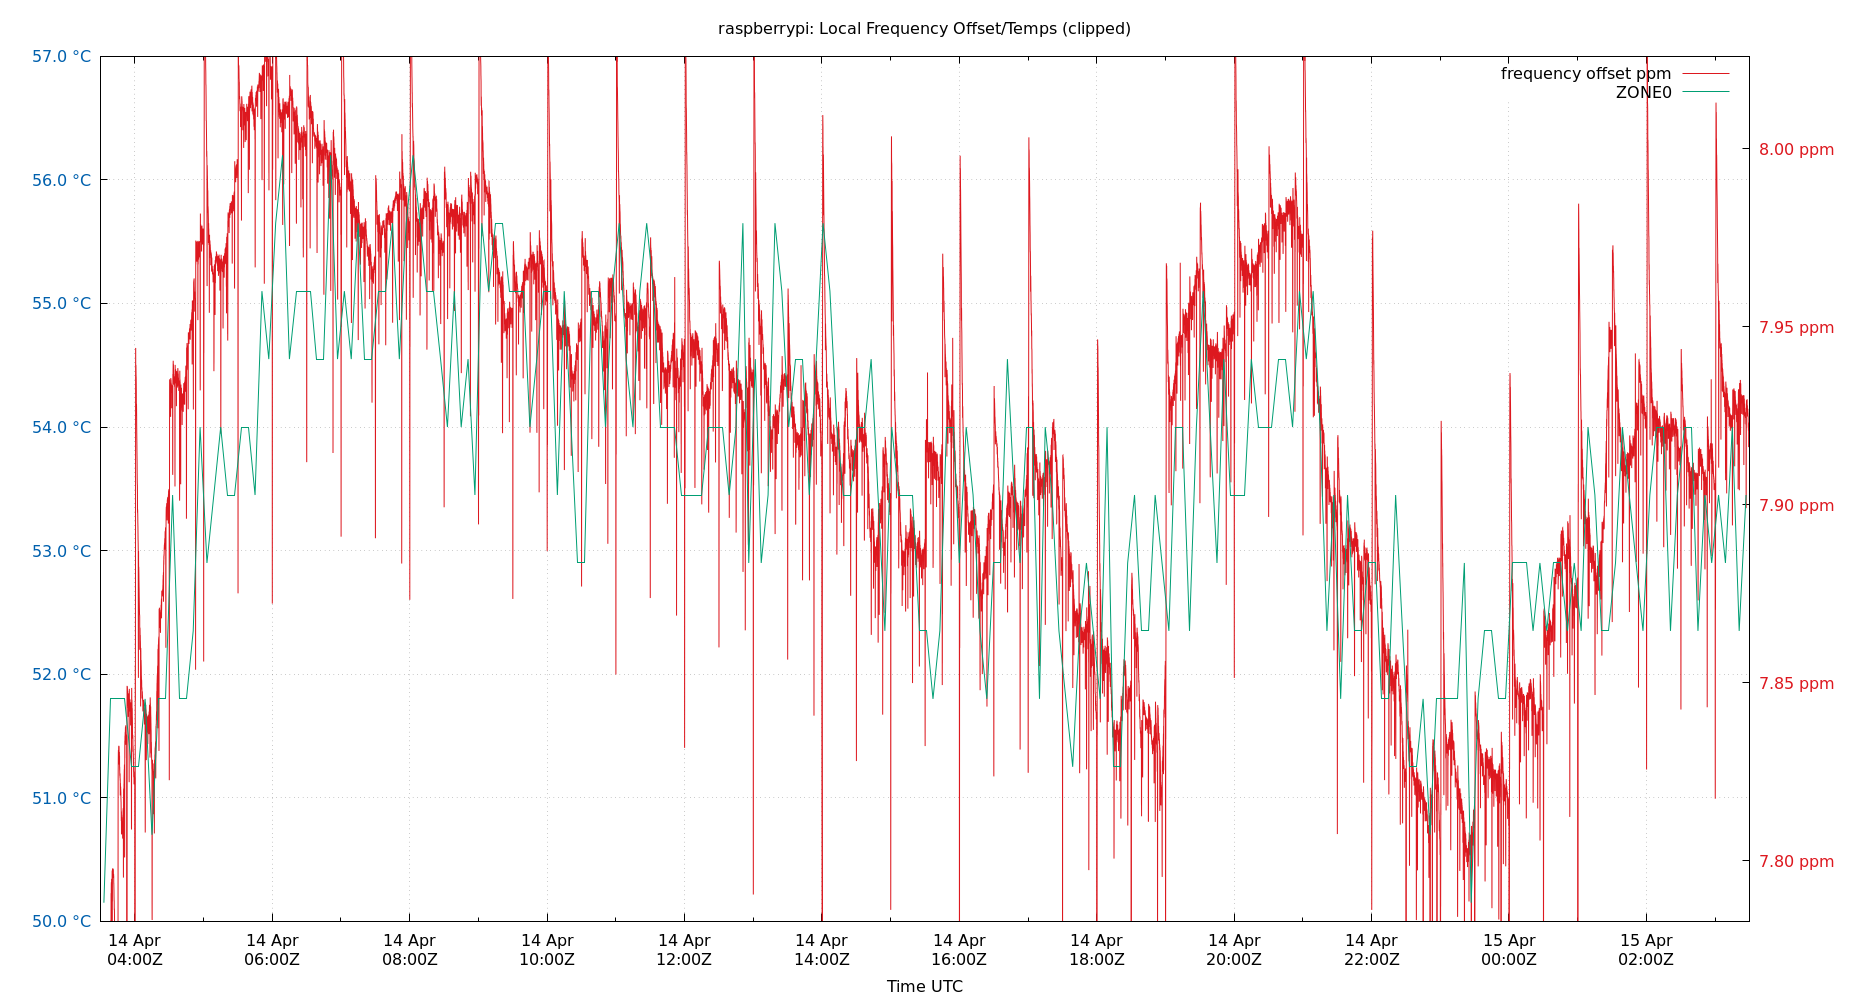 raspberrypi: Local Frequency Offset/Temps (clipped)
frequency offset ppm
ZONE0
57.0 °C
56.0 °C
55.0 °C
54.0 °C
53.0 °C
52.0 °C
51.0 °C
50.0 °C
8.00 ppm
7.95 ppm
7.90 ppm
7.85 ppm
7.80 ppm
14 Apr 14 Apr 14 Apr 14 Apr 14 Apr 14 Apr 14 Apr 14 Apr 14 Apr 14 Apr 15 Apr 15 Apr
04:00Z 06:00Z 08:00Z 10:00Z 12:00Z 14:00Z 16:00Z 18:00Z 20:00Z 22:00Z 00:00Z 02:00Z
Time UTC